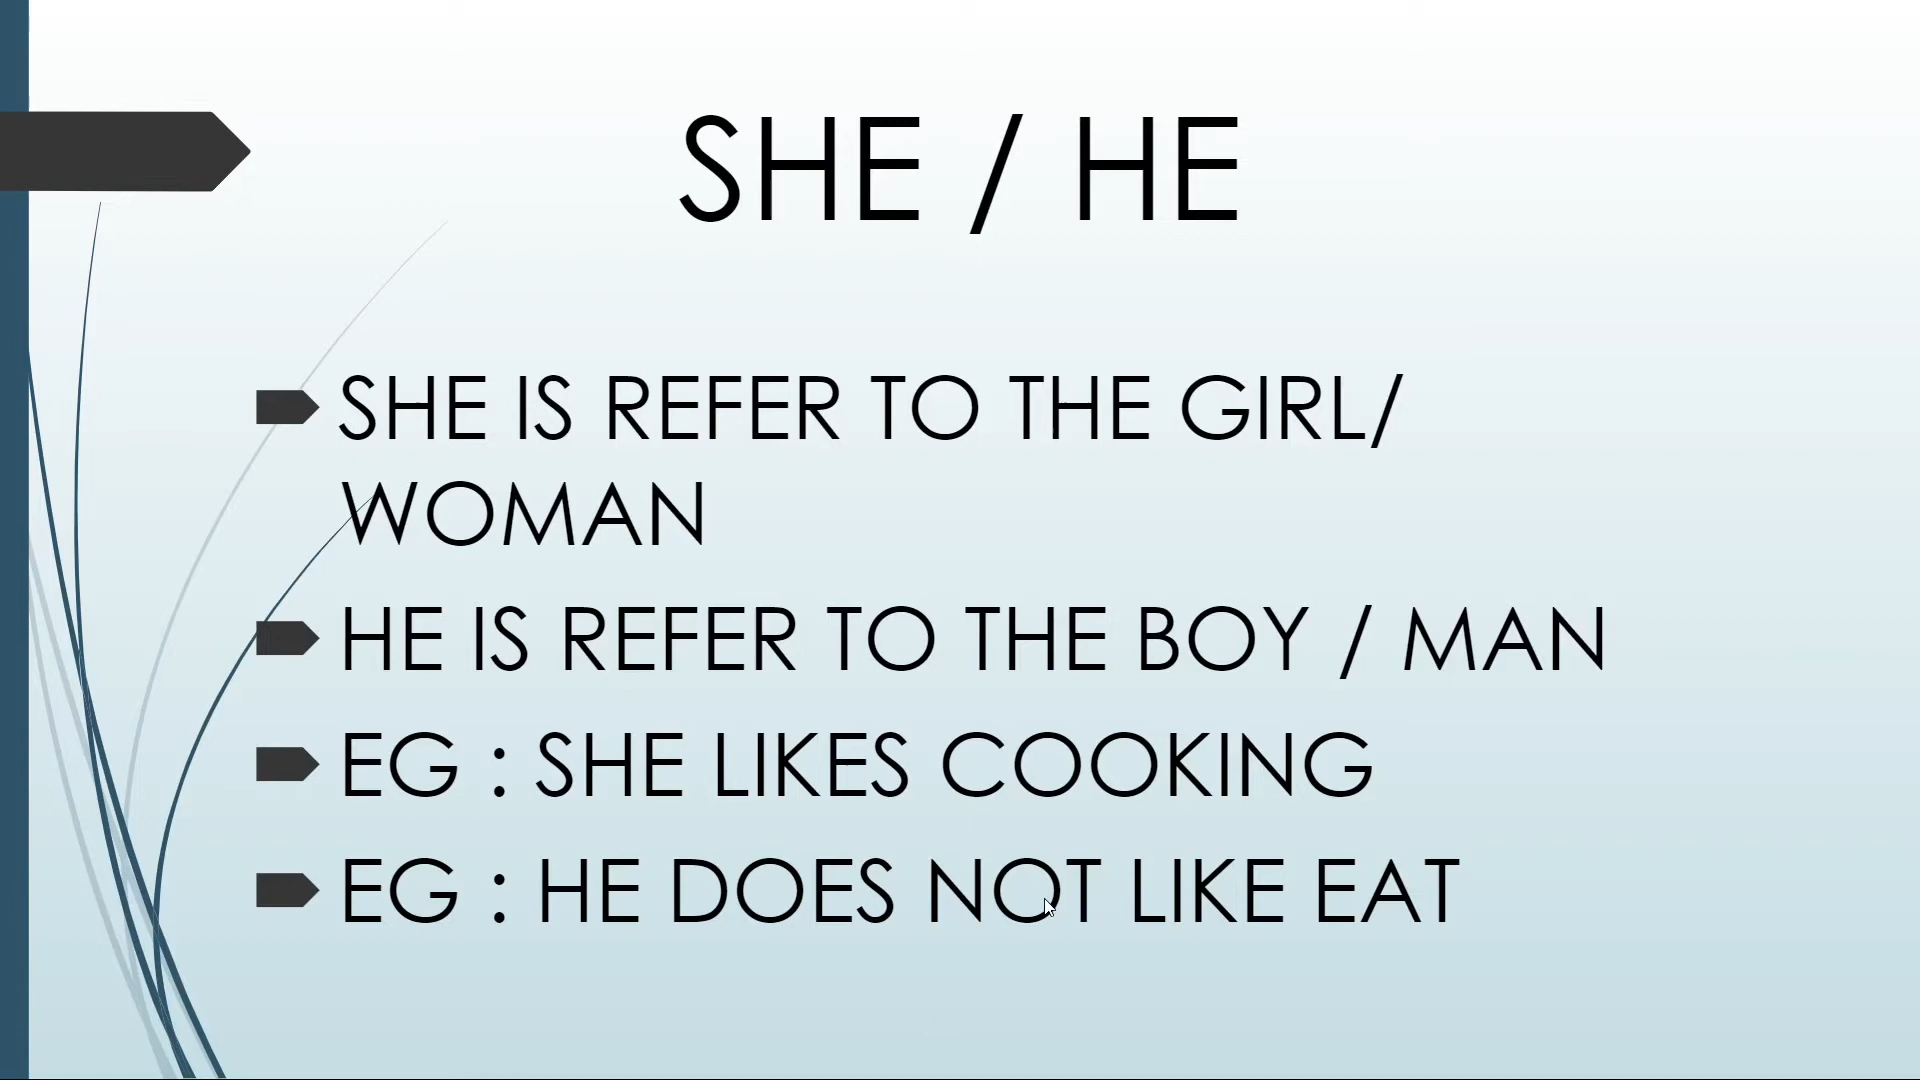 SHE / HE
SHE IS REFER TO THE GIRL/
WOMAN
HE IS REFER TO THE BOY / MAN
EG : SHE LIKES COOKING
EG : HE DOES NOT LIKE EAT